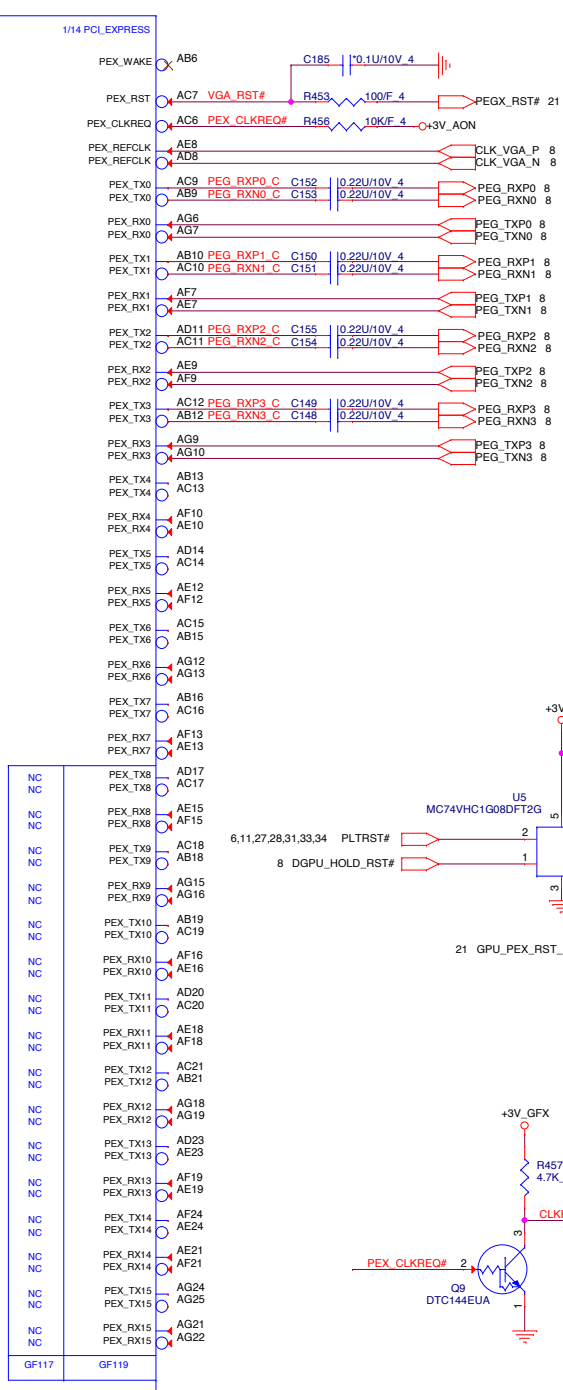 1/14 PCI_EXPRESS
PEX_WAKE AB6
C185 *0.1U/10V_4
PEX_RST AC7 VGA_RST# R453 100/F_4 PEGX_RST# 21
PEX_CLKREQ AC6 PEX_CLKREQ# R456 10K/F_4 +3V_AON
PEX_REFCLK AE8 CLK_VGA_P 8
PEX_REFCLK AD8 CLK_VGA_N 8
PEX_TX0 AC9 PEG_RXP0_C C152 0.22U/10V_4 PEG_RXP0 8
PEX_TX0 AB9 PEG_RXN0_C C153 0.22U/10V_4 PEG_RXN0 8
PEX_RX0 AG6 PEG_TXP0 8
PEX_RX0 AG7 PEG_TXN0 8
PEX_TX1 AB10 PEG_RXP1_C C150 0.22U/10V_4 PEG_RXP1 8
PEX_TX1 AC10 PEG_RXN1_C C151 0.22U/10V_4 PEG_RXN1 8
PEX_RX1 AF7 PEG_TXP1 8
PEX_RX1 AE7 PEG_TXN1 8
PEX_TX2 AD11 PEG_RXP2_C C155 0.22U/10V_4 PEG_RXP2 8
PEX_TX2 AC11 PEG_RXN2_C C154 0.22U/10V_4 PEG_RXN2 8
PEX_RX2 AE9 PEG_TXP2 8
PEX_RX2 AF9 PEG_TXN2 8
PEX_TX3 AC12 PEG_RXP3_C C149 0.22U/10V_4 PEG_RXP3 8
PEX_TX3 AB12 PEG_RXN3_C C148 0.22U/10V_4 PEG_RXN3 8
PEX_RX3 AG9 PEG_TXP3 8
PEX_RX3 AG10 PEG_TXN3 8
PEX_TX4 AB13
PEX_TX4 AC13
PEX_RX4 AF10
PEX_RX4 AE10
PEX_TX5 AD14
PEX_TX5 AC14
PEX_RX5 AE12
PEX_RX5 AF12
PEX_TX6 AC15
PEX_TX6 AB15
PEX_RX6 AG12
PEX_RX6 AG13
PEX_TX7 AB16
PEX_TX7 AC16
PEX_RX7 AF13
PEX_RX7 AE13
NC PEX_TX8 AD17
NC PEX_TX8 AC17
NC PEX_RX8 AE15
NC PEX_RX8 AF15
NC PEX_TX9 AC18
NC PEX_TX9 AB18
NC PEX_RX9 AG15
NC PEX_RX9 AG16
NC PEX_TX10 AB19
NC PEX_TX10 AC19
NC PEX_RX10 AF16
NC PEX_RX10 AE16
NC PEX_TX11 AD20
NC PEX_TX11 AC20
NC PEX_RX11 AE18
NC PEX_RX11 AF18
NC PEX_TX12 AC21
NC PEX_TX12 AB21
NC PEX_RX12 AG18
NC PEX_RX12 AG19
NC PEX_TX13 AD23
NC PEX_TX13 AE23
NC PEX_RX13 AF19
NC PEX_RX13 AE19
NC PEX_TX14 AF24
NC PEX_TX14 AE24
NC PEX_RX14 AE21
NC PEX_RX14 AF21
NC PEX_TX15 AG24
NC PEX_TX15 AG25
NC PEX_RX15 AG21
NC PEX_RX15 AG22
GF117 GF119
+3V
U5
MC74VHC1G08DFT2G
5
6,11,27,28,31,33,34 PLTRST# 2
8 DGPU_HOLD_RST# 1
3
21 GPU_PEX_RST_
+3V_GFX
R457
4.7K_
3
PEX_CLKREQ# 2
Q9
DTC144EUA
1